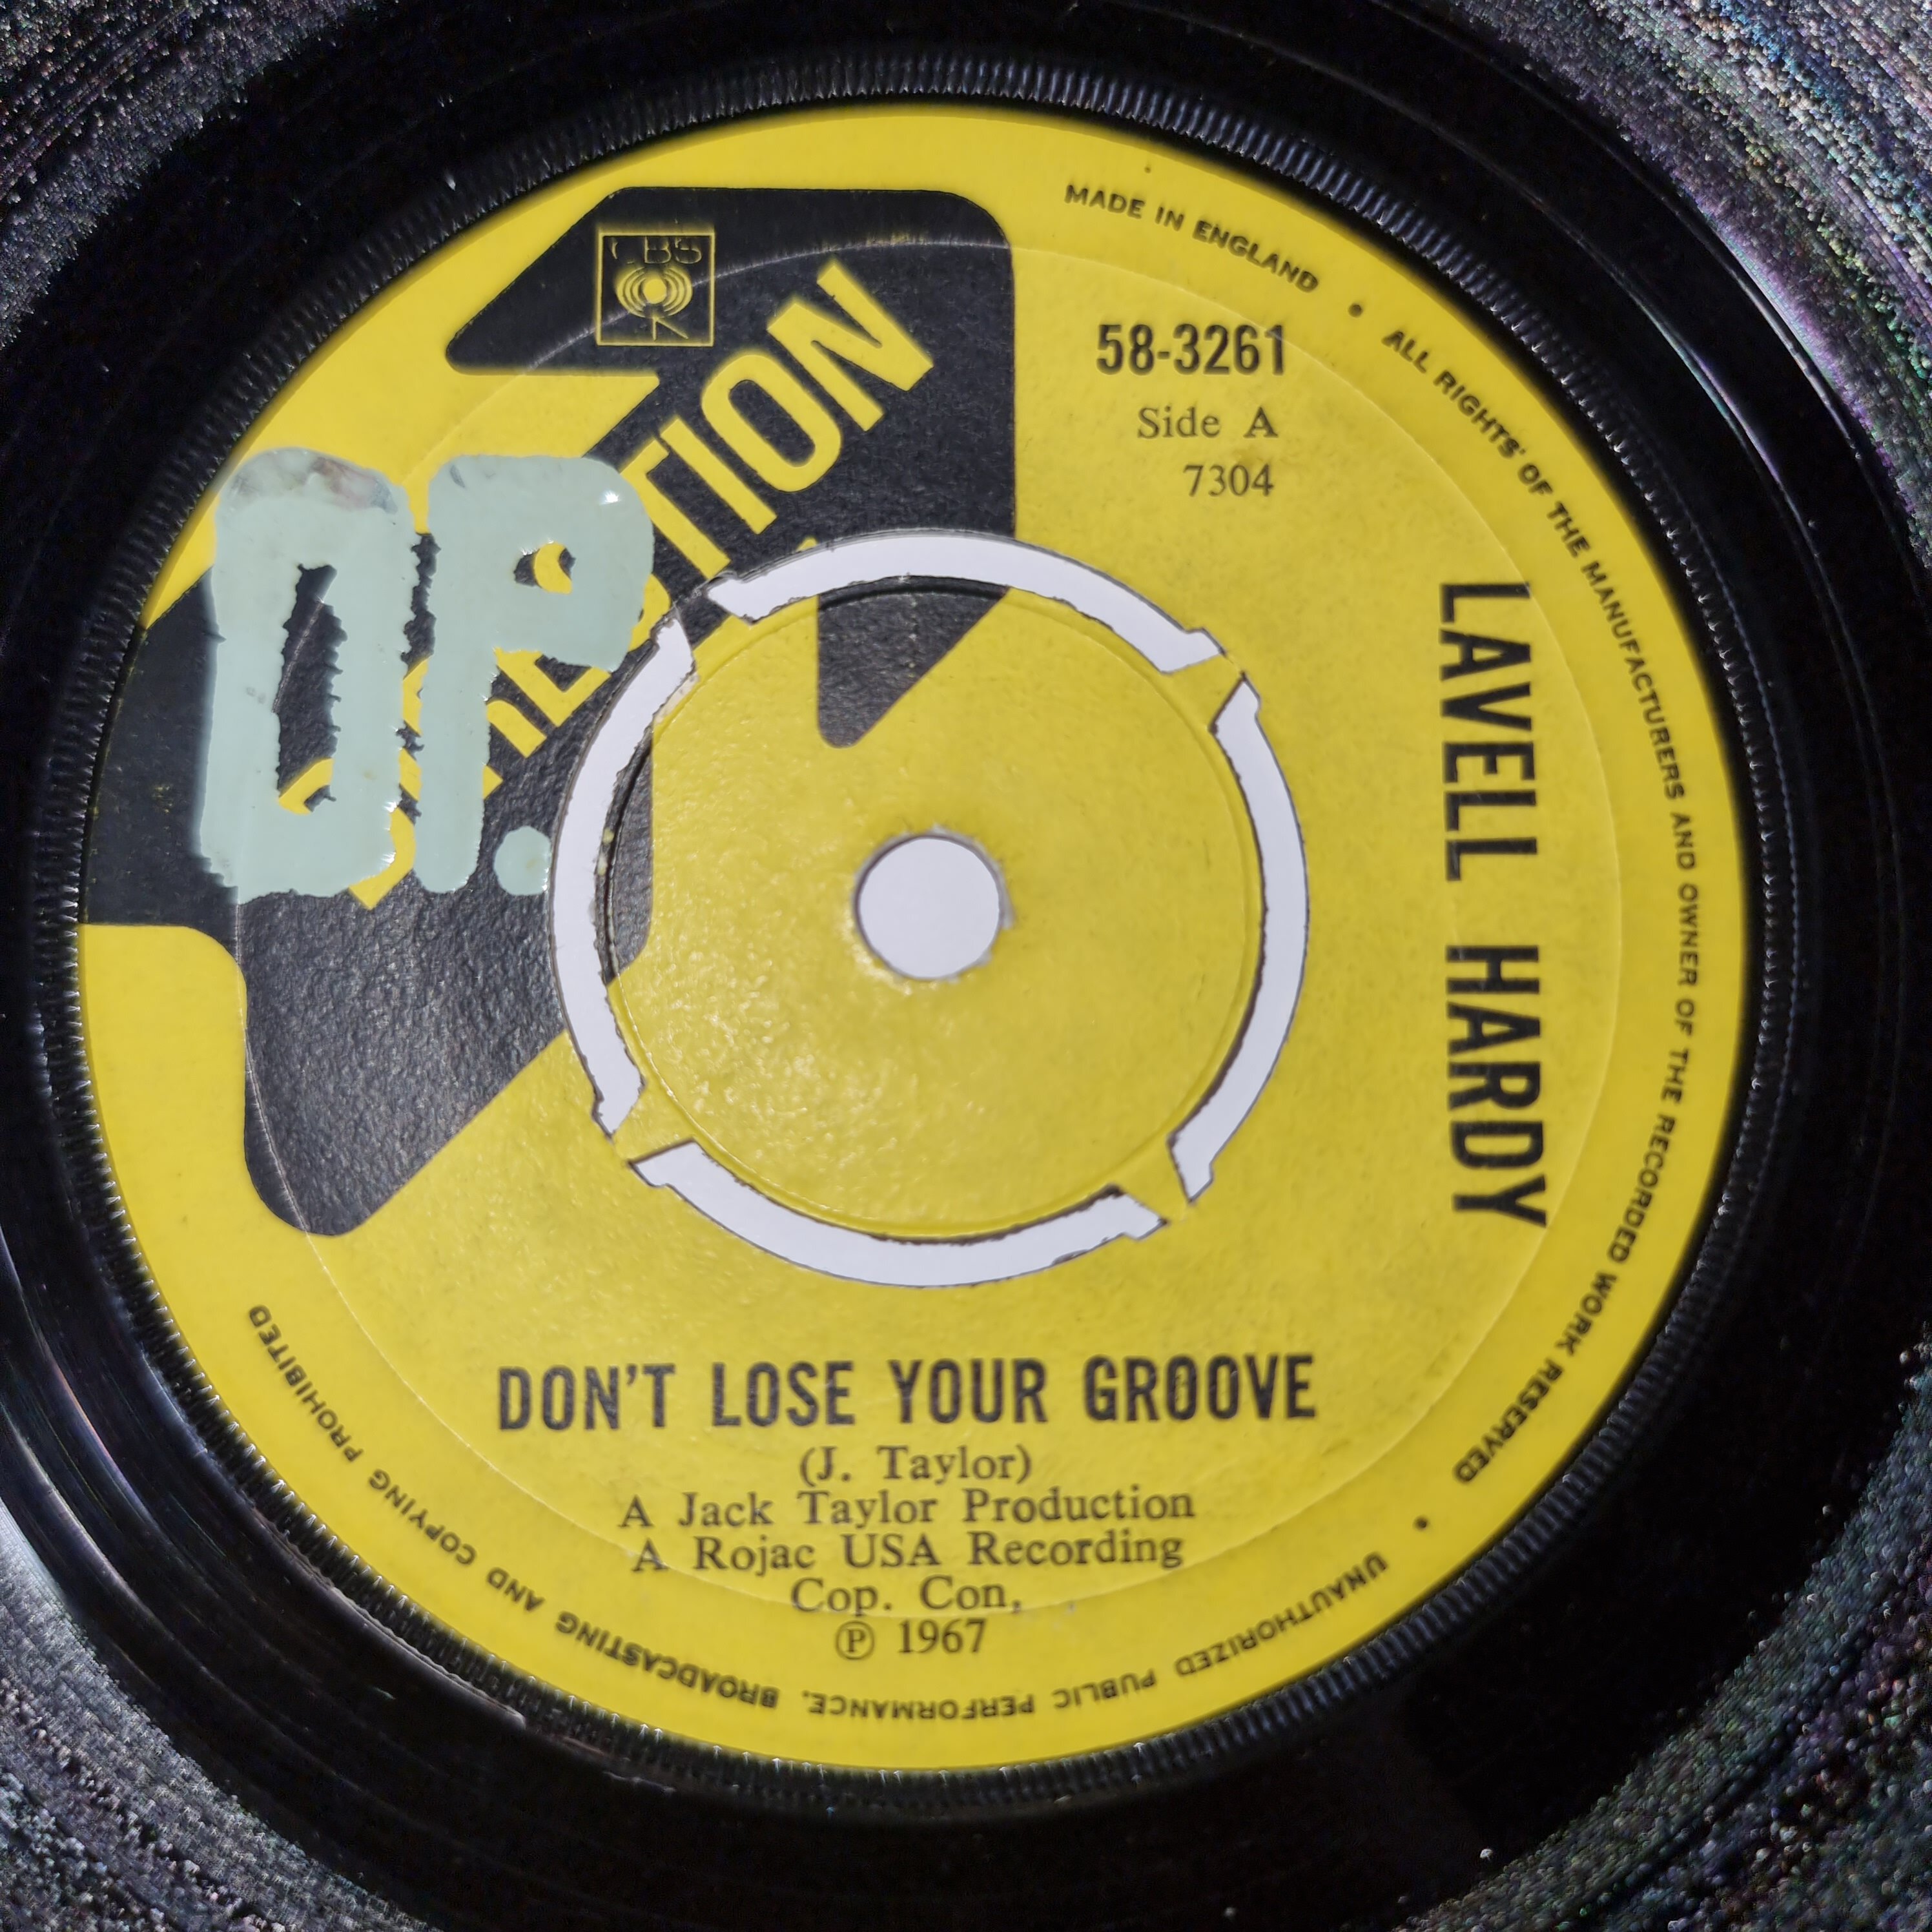 CBS
DIRECTION
D.P.
MADE IN ENGLAND • ALL RIGHTS OF THE MANUFACTURERS AND OWNER OF THE RECORDED WORK RESERVED • UNAUTHORIZED PUBLIC PERFORMANCE, BROADCASTING AND COPYING PROHIBITED
58-3261
Side A
7304
LAVELL HARDY
DON'T LOSE YOUR GROOVE
(J. Taylor)
A Jack Taylor Production
A Rojac USA Recording
Cop. Con,
℗ 1967